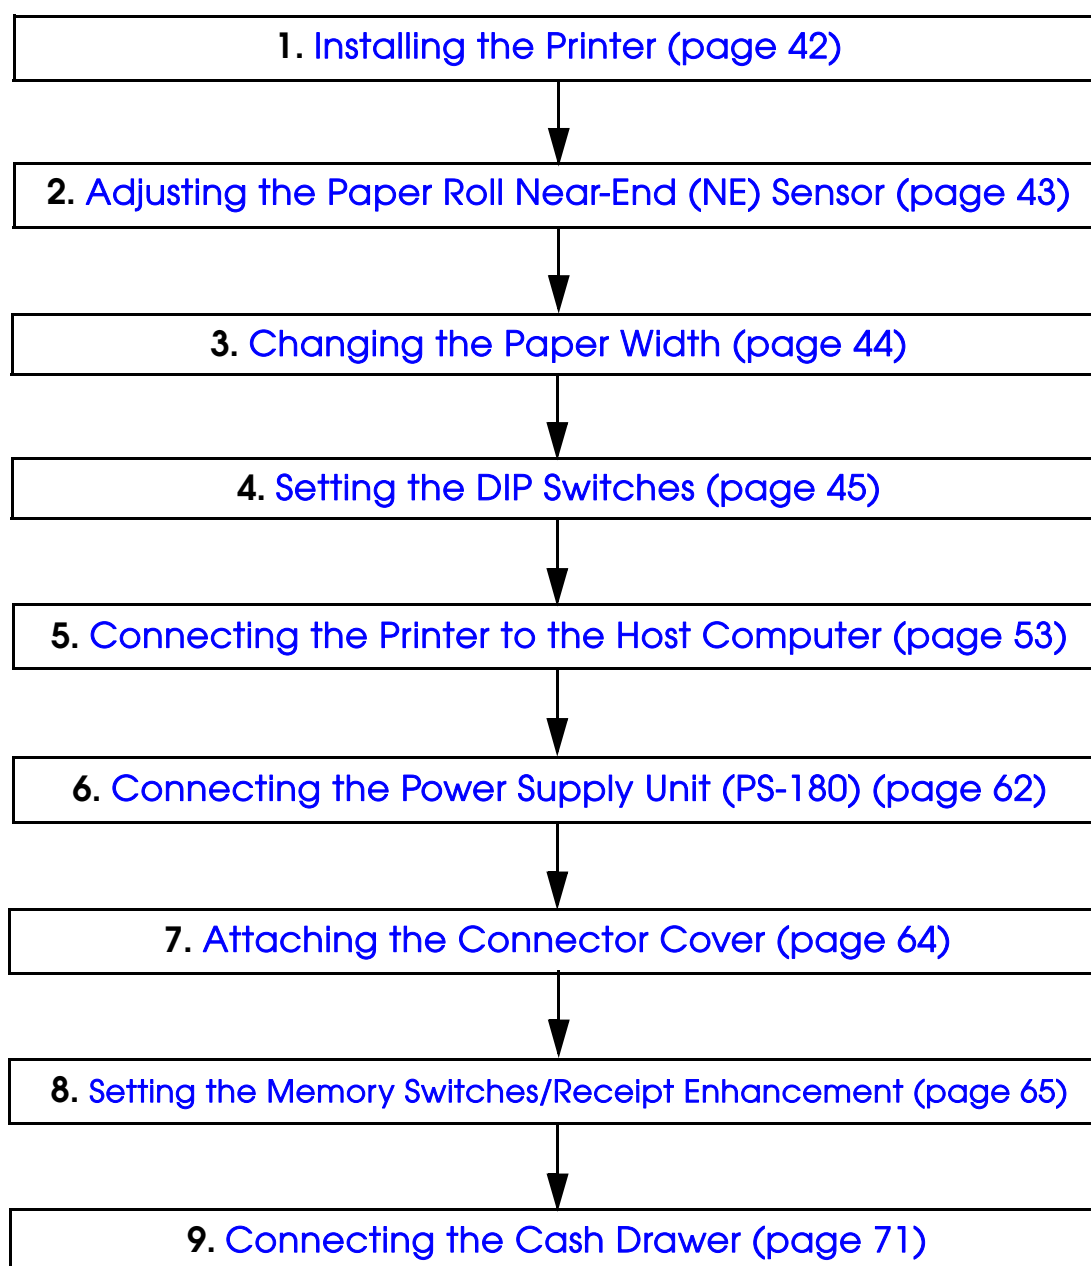 1. Installing the Printer (page 42)
2. Adjusting the Paper Roll Near-End (NE) Sensor (page 43)
3. Changing the Paper Width (page 44)
4. Setting the DIP Switches (page 45)
5. Connecting the Printer to the Host Computer (page 53)
6. Connecting the Power Supply Unit (PS-180) (page 62)
7. Attaching the Connector Cover (page 64)
8. Setting the Memory Switches/Receipt Enhancement (page 65)
9. Connecting the Cash Drawer (page 71)